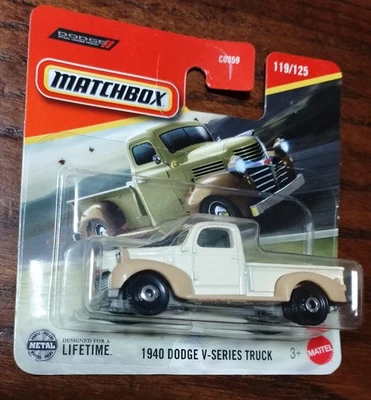 DODGE
C0859
119/125
MATCHBOX
METAL
DESIGNED FOR A
LIFETIME.
1940 DODGE V-SERIES TRUCK
3+
MATTEL